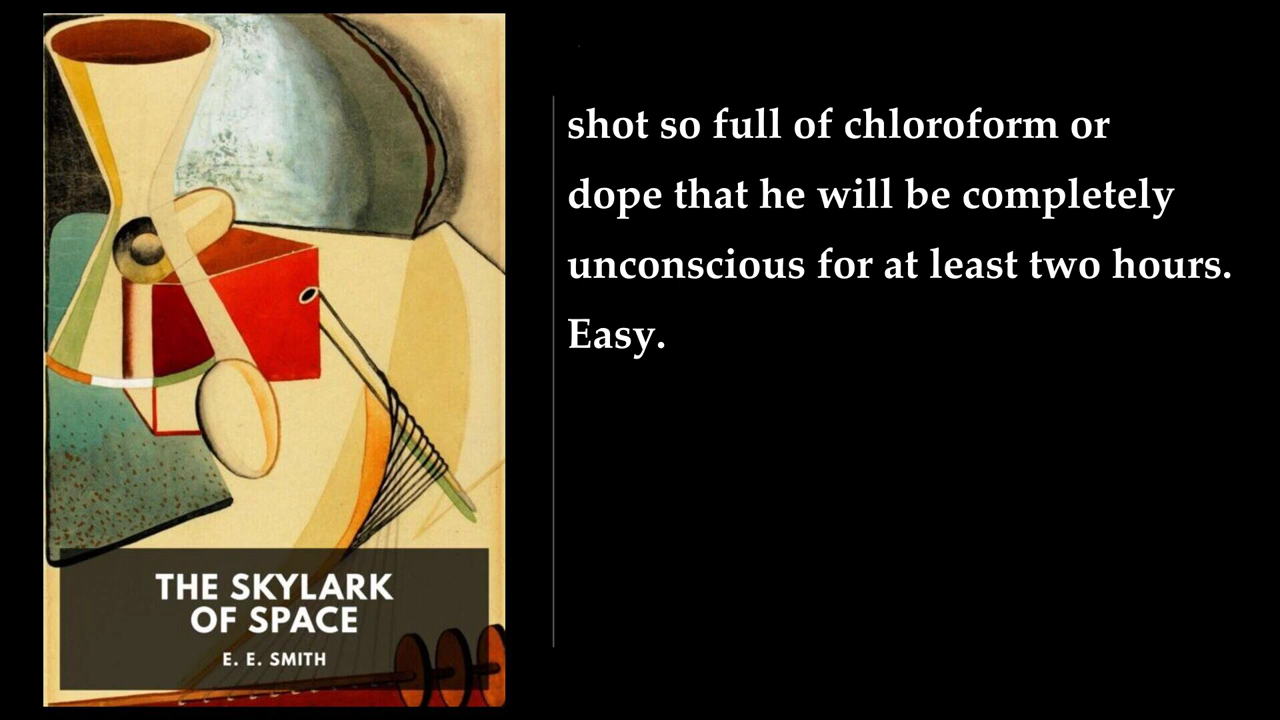 THE SKYLARK
OF SPACE
E. E. SMITH
shot so full of chloroform or
dope that he will be completely
unconscious for at least two hours.
Easy.